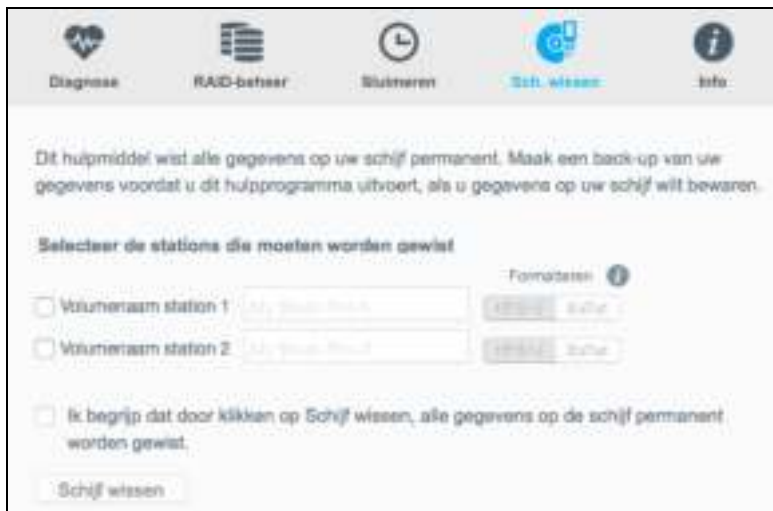 Diagnose RAID-beheer Sluimeren Sch. wissen Info
Dit hulpmiddel wist alle gegevens op uw schijf permanent. Maak een back-up van uw
gegevens voordat u dit hulpprogramma uitvoert, als u gegevens op uw schijf wilt bewaren.
Selecteer de stations die moeten worden gewist
Formatteren
Volumenaam station 1
Volumenaam station 2
Ik begrijp dat door klikken op Schijf wissen, alle gegevens op de schijf permanent
worden gewist.
Schijf wissen